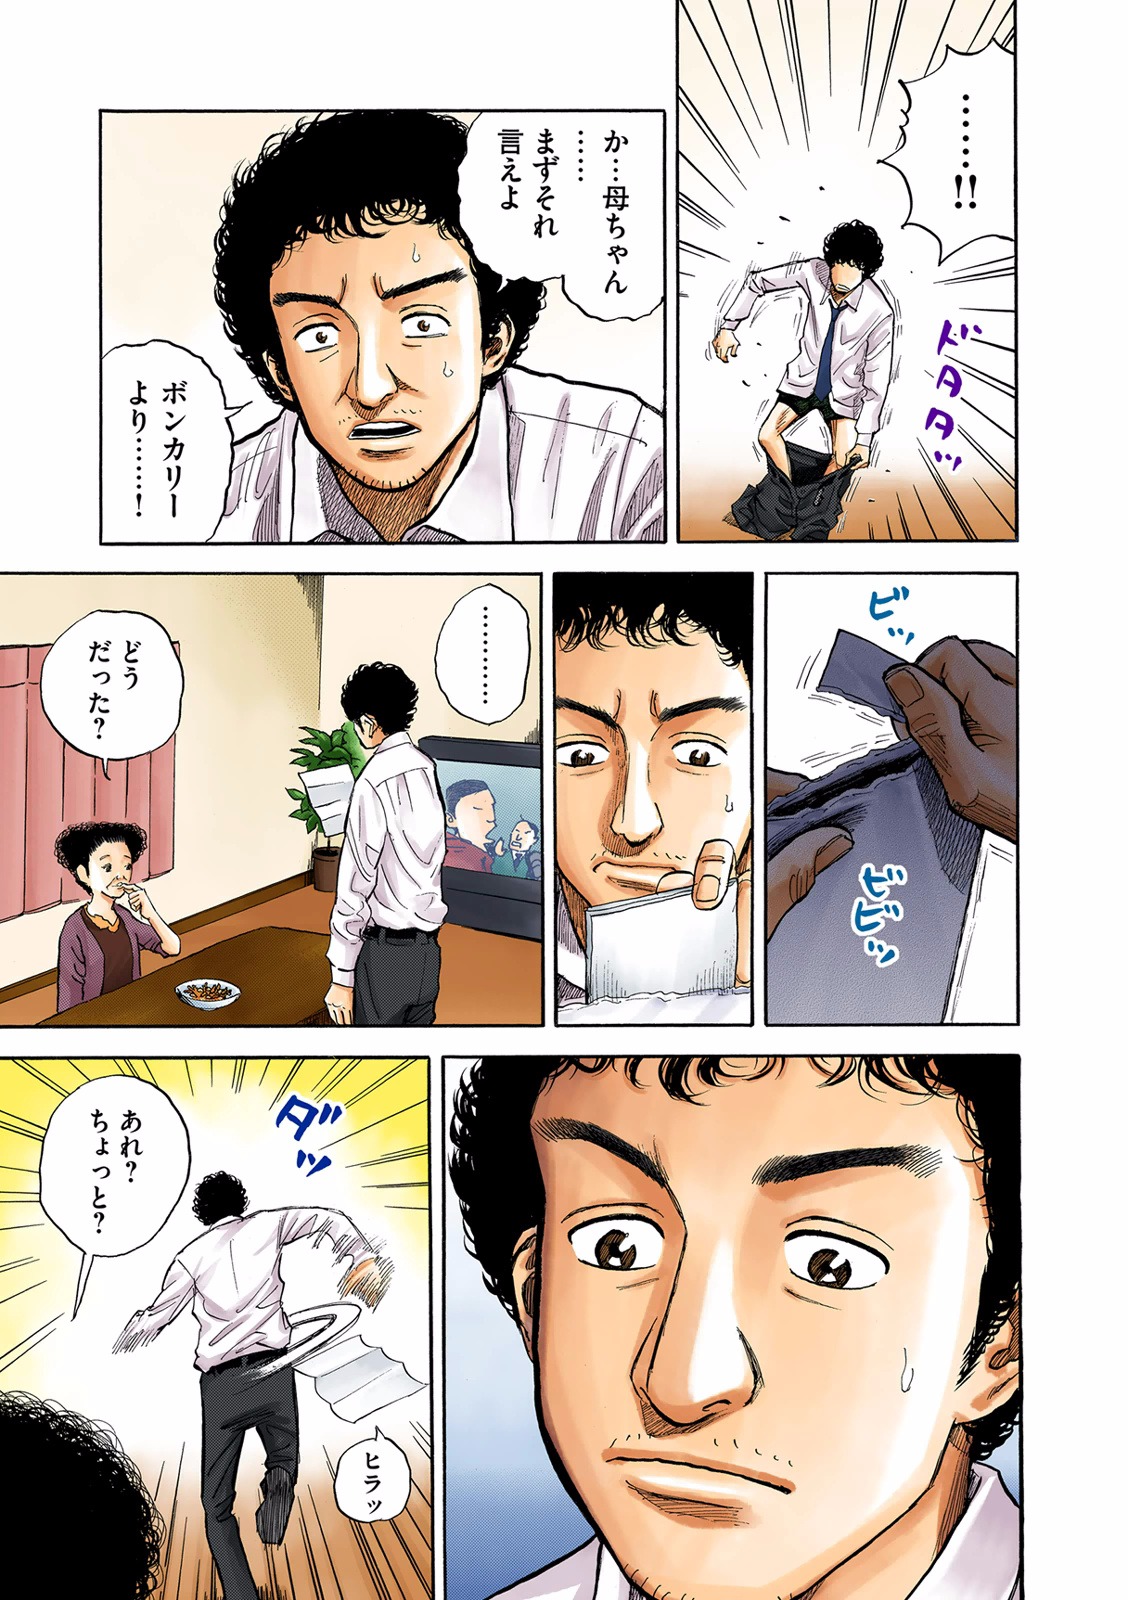 ……!!
ドタタッ
か…母ちゃん
……
まずそれ
言えよ
ボンカリー
より………!
ビッ
ビビッ
………
どう
だった?
あれ?
ちょっと?
ダッ
ヒラッ